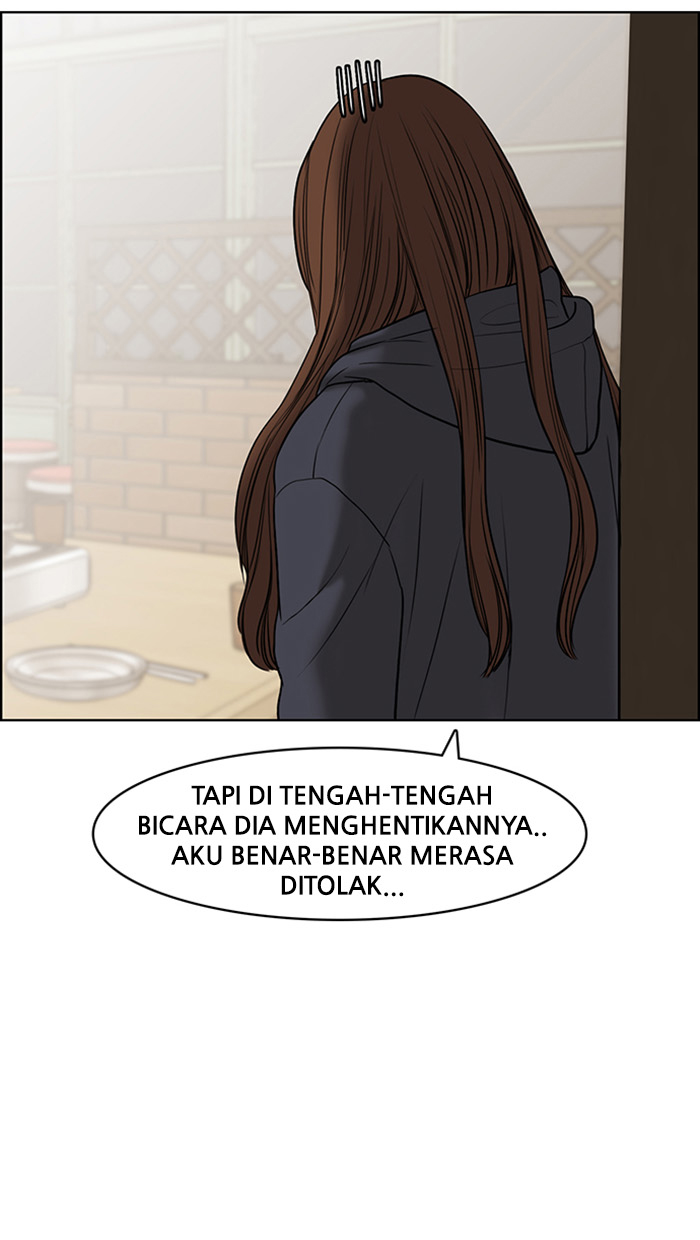 TAPI DI TENGAH-TENGAH
BICARA DIA MENGHENTIKANNYA..
AKU BENAR-BENAR MERASA
DITOLAK...